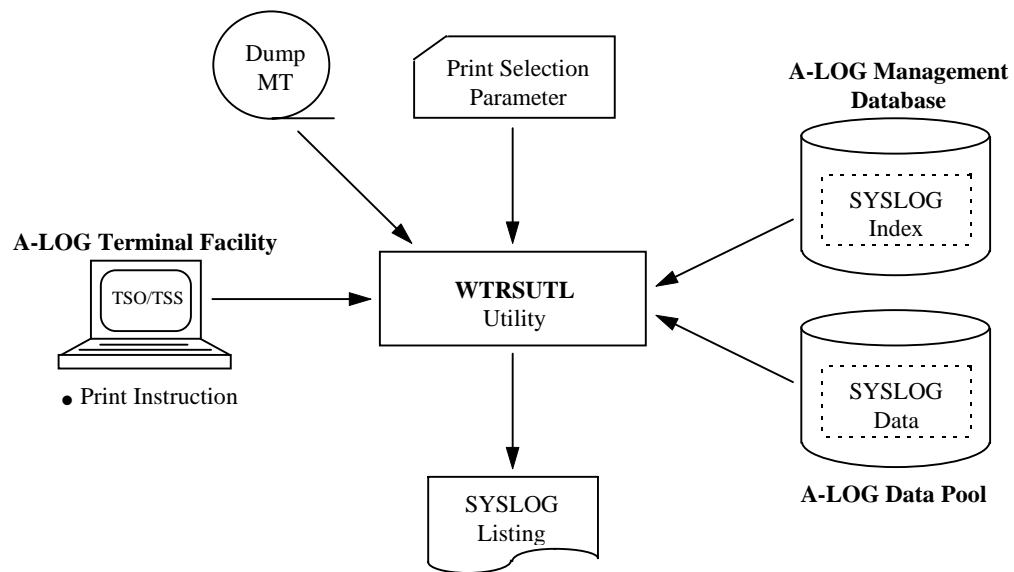 Dump
MT
Print Selection
Parameter
A-LOG Management
Database
SYSLOG
Index
A-LOG Terminal Facility
TSO/TSS
● Print Instruction
WTRSUTL
Utility
SYSLOG
Data
A-LOG Data Pool
SYSLOG
Listing